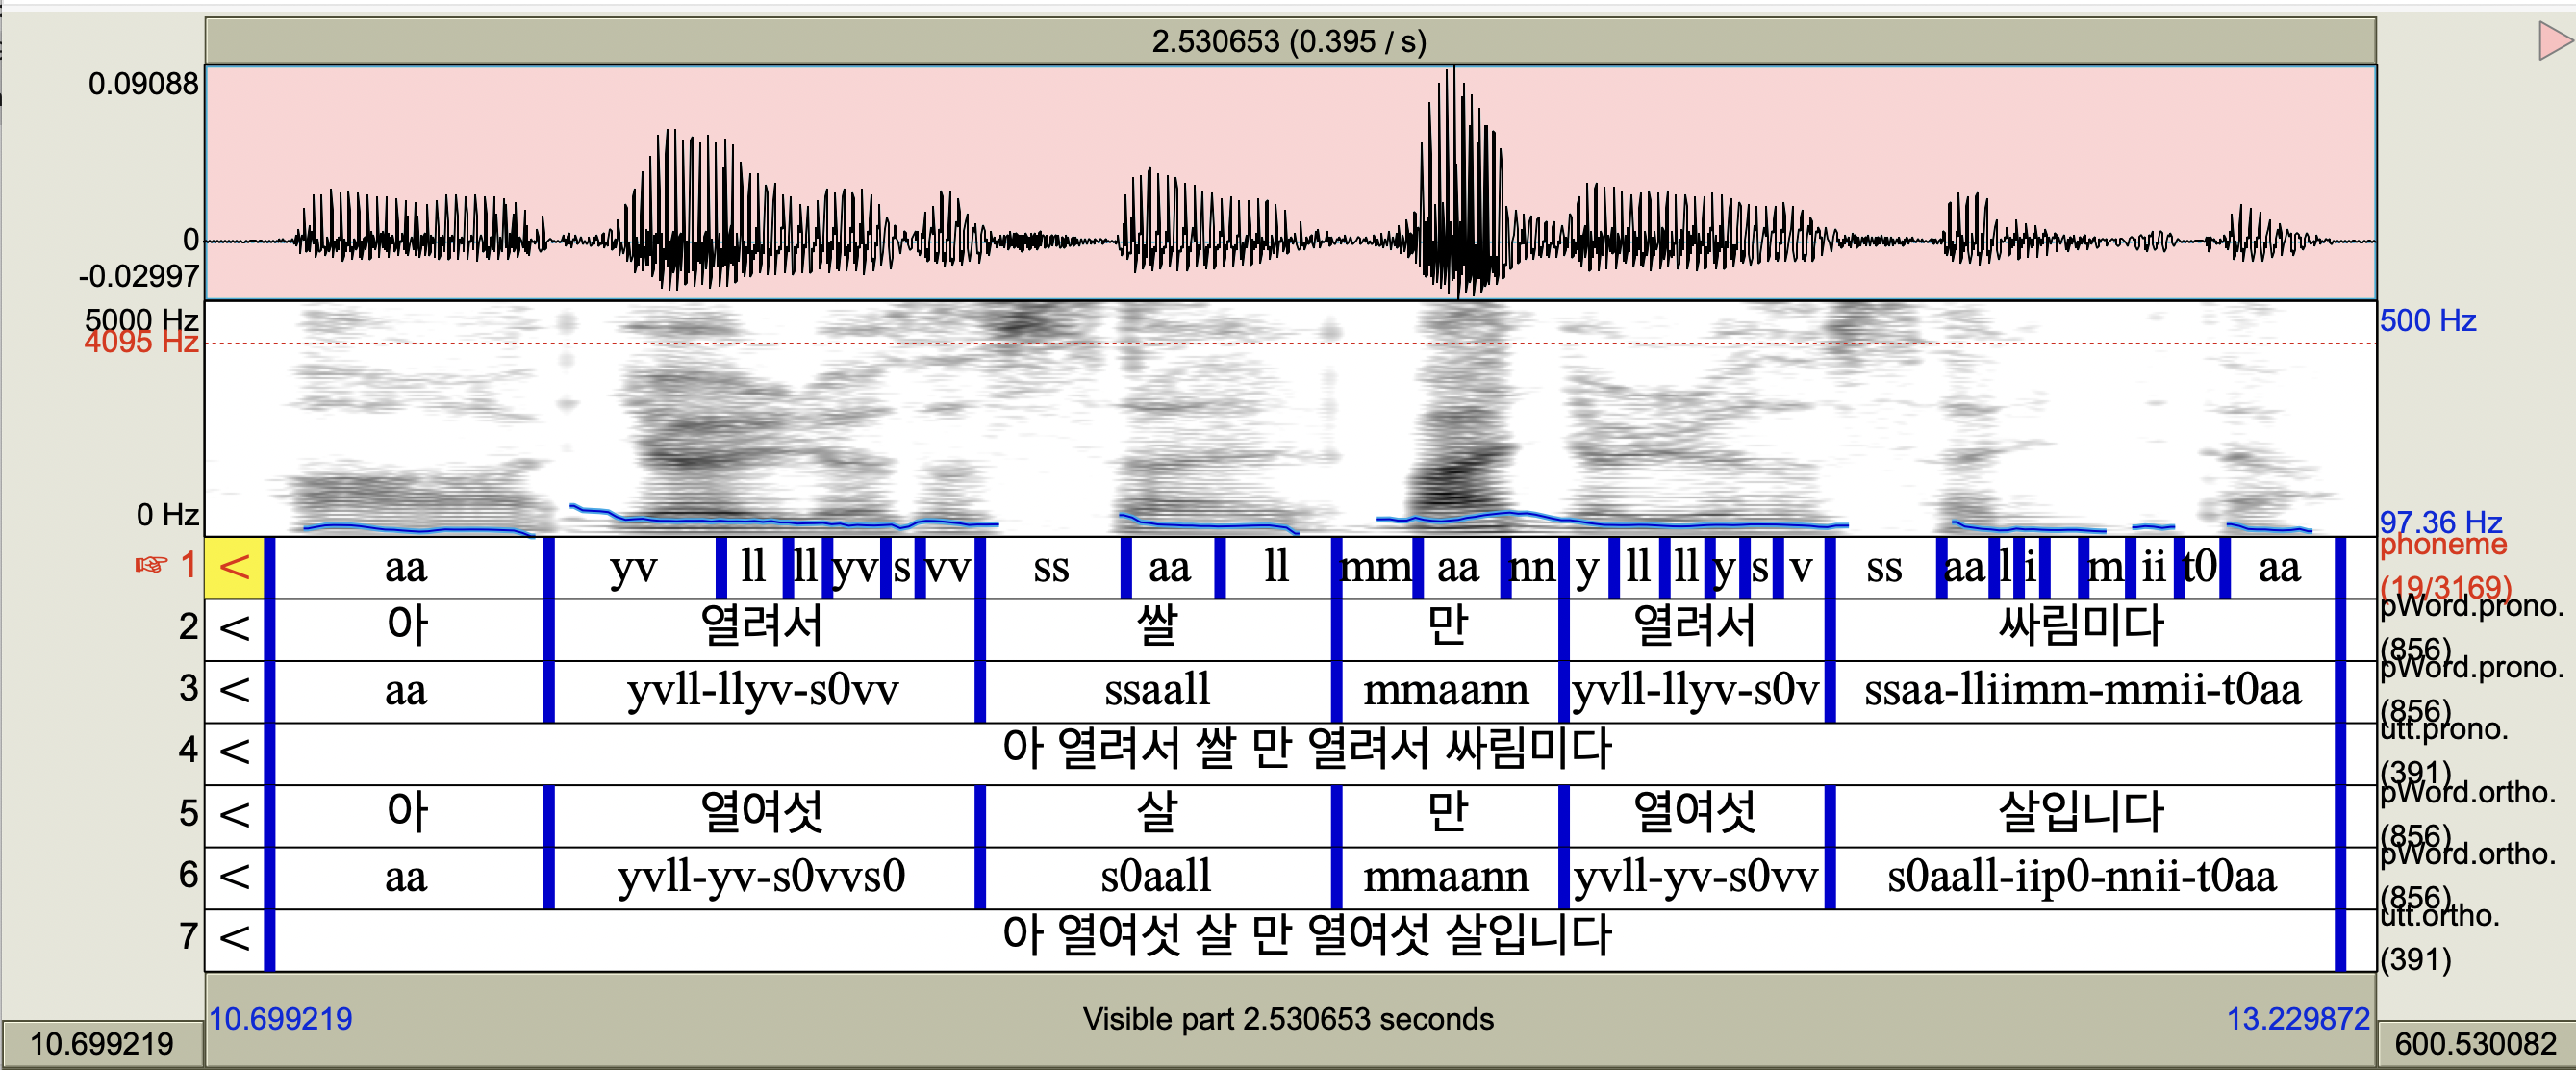 2.530653 (0.395 / s)
0.09088
0
-0.02997
5000 Hz
4095 Hz
0 Hz
500 Hz
97.36 Hz
☞ 1 < aa yv ll ll yv s vv ss aa ll mm aa nn y ll ll y s v ss aa l i m ii t0 aa phoneme (19/3169)
2 < 아 열려서 쌀 만 열려서 싸림미다 pWord.prono. (856)
3 < aa yvll-llyv-s0vv ssaall mmaann yvll-llyv-s0v ssaa-lliimm-mmii-t0aa pWord.prono. (856)
4 < 아 열려서 쌀 만 열려서 싸림미다 utt.prono. (391)
5 < 아 열여섯 살 만 열여섯 살입니다 pWord.ortho. (856)
6 < aa yvll-yv-s0vvs0 s0aall mmaann yvll-yv-s0vv s0aall-iip0-nnii-t0aa pWord.ortho. (856)
7 < 아 열여섯 살 만 열여섯 살입니다 utt.ortho. (391)
10.699219 Visible part 2.530653 seconds 13.229872
10.699219 600.530082